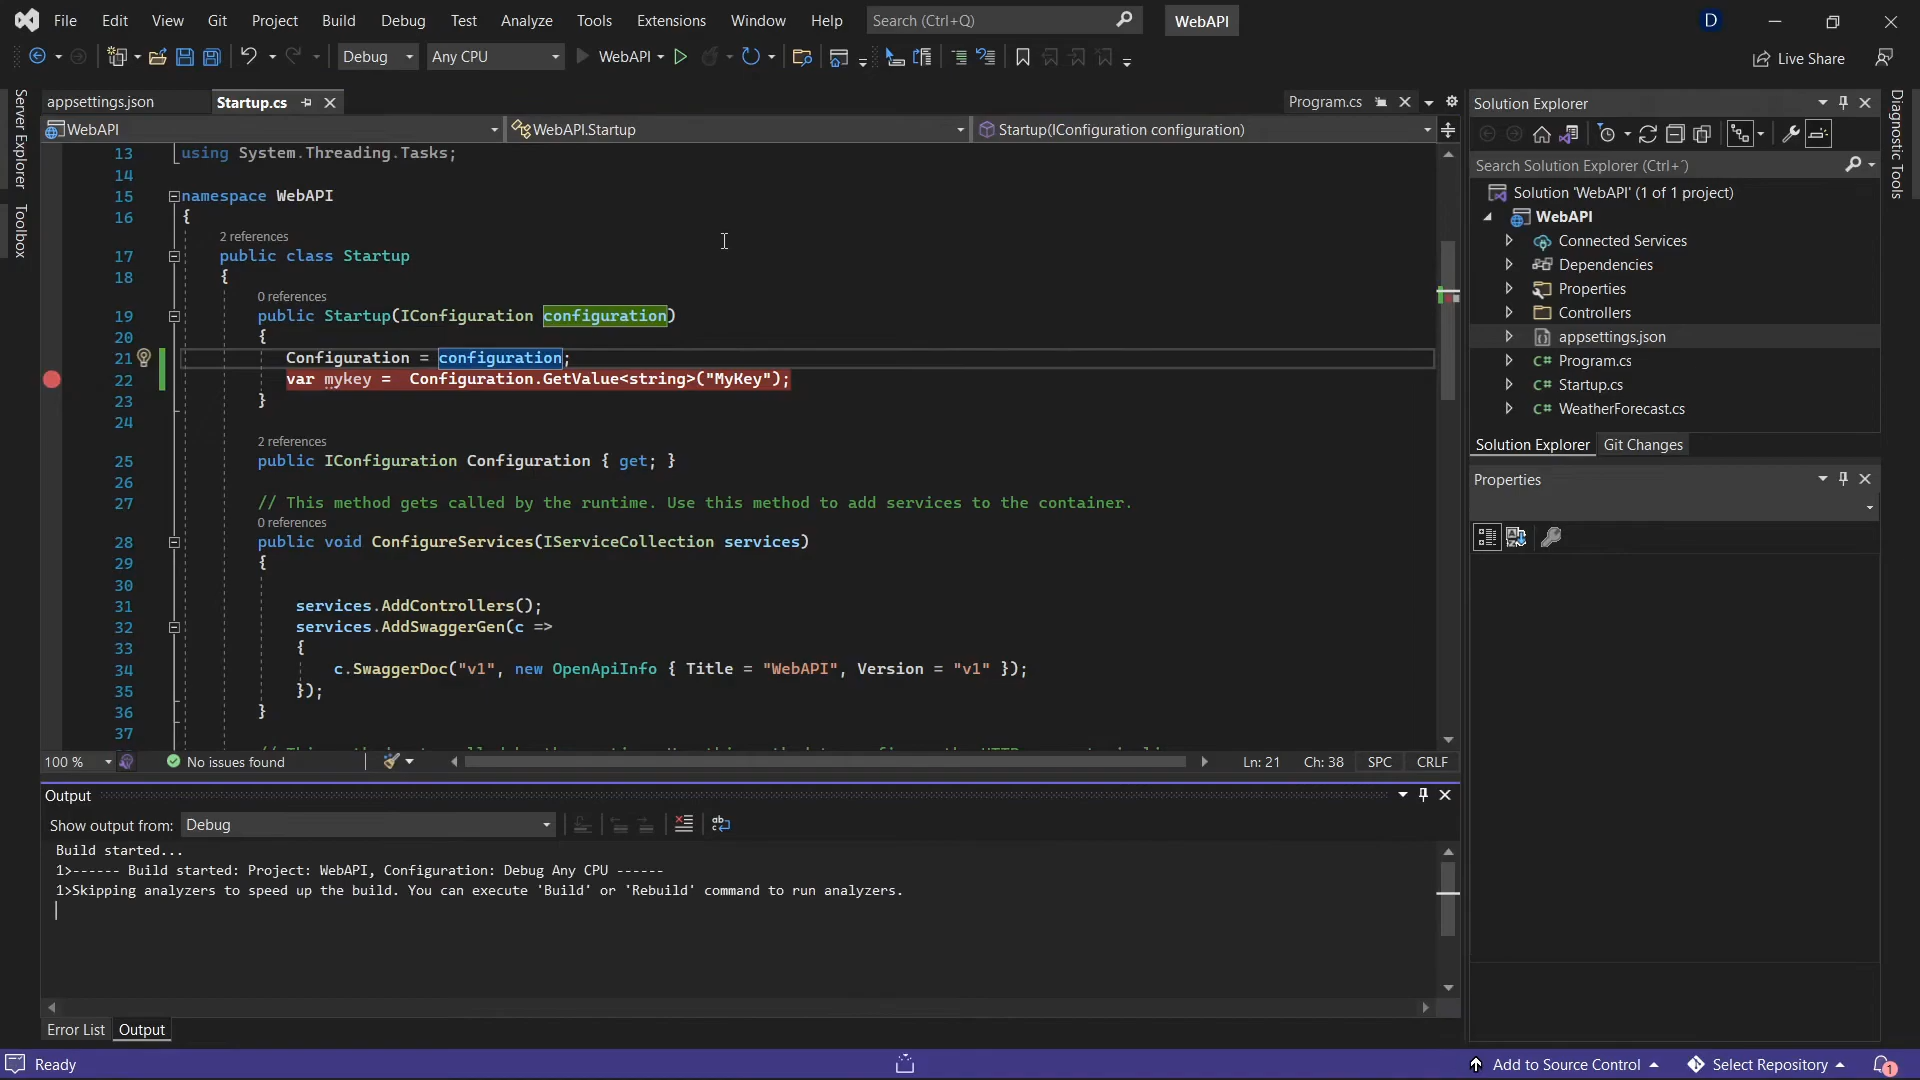 File Edit View Git Project Build Debug Test Analyze Tools Extensions Window Help Search (Ctrl+Q) WebAPI D
Debug Any CPU WebAPI Live Share
Server Explorer
Toolbox
appsettings.json Startup.cs Program.cs
WebAPI WebAPI.Startup Startup(IConfiguration configuration)
13 using System.Threading.Tasks;
14
15 namespace WebAPI
16 {
2 references
17 public class Startup
18 {
0 references
19 public Startup(IConfiguration configuration)
20 {
21 Configuration = configuration;
22 var mykey = Configuration.GetValue<string>("MyKey");
23 }
24
2 references
25 public IConfiguration Configuration { get; }
26
27 // This method gets called by the runtime. Use this method to add services to the container.
0 references
28 public void ConfigureServices(IServiceCollection services)
29 {
30
31 services.AddControllers();
32 services.AddSwaggerGen(c =>
33 {
34 c.SwaggerDoc("v1", new OpenApiInfo { Title = "WebAPI", Version = "v1" });
35 });
36 }
37
100 % No issues found Ln: 21 Ch: 38 SPC CRLF
Output
Show output from: Debug
Build started...
1>------ Build started: Project: WebAPI, Configuration: Debug Any CPU ------
1>Skipping analyzers to speed up the build. You can execute 'Build' or 'Rebuild' command to run analyzers.
Error List Output
Solution Explorer
Search Solution Explorer (Ctrl+¨)
Solution 'WebAPI' (1 of 1 project)
WebAPI
Connected Services
Dependencies
Properties
Controllers
appsettings.json
C# Program.cs
C# Startup.cs
C# WeatherForecast.cs
Solution Explorer Git Changes
Properties
Diagnostic Tools
Ready Add to Source Control Select Repository 1